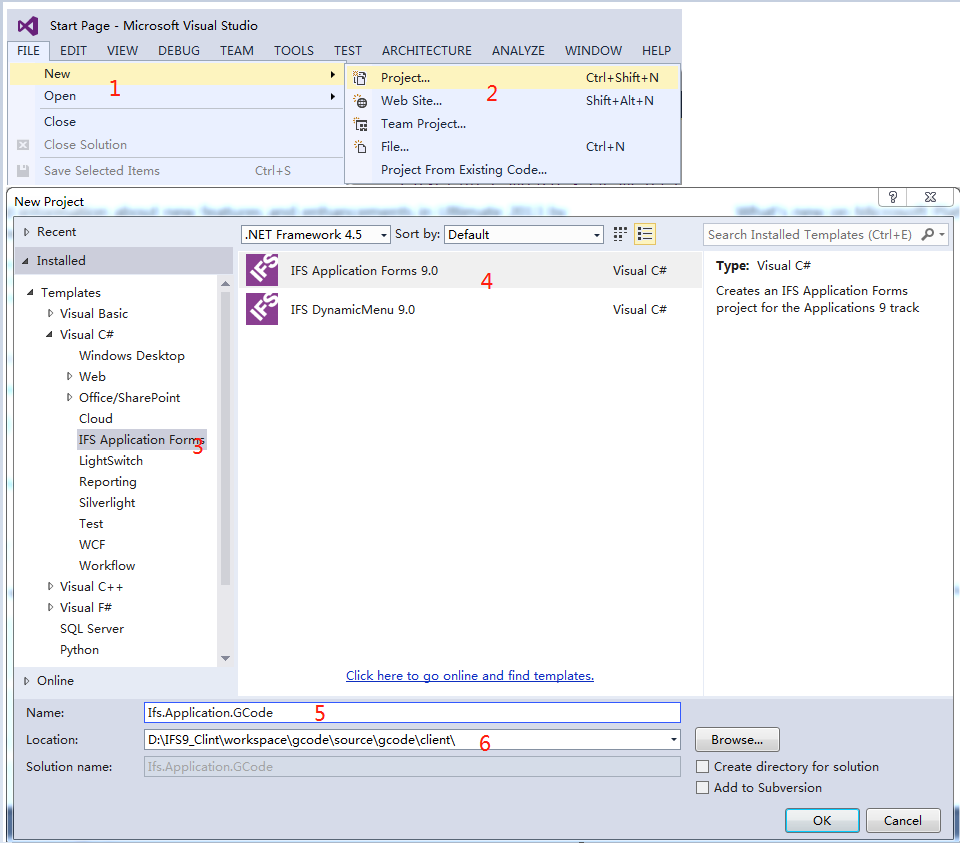 Start Page - Microsoft Visual Studio
FILE EDIT VIEW DEBUG TEAM TOOLS TEST ARCHITECTURE ANALYZE WINDOW HELP
New 1
Open
Close
Close Solution
Save Selected Items Ctrl+S
Project... Ctrl+Shift+N
2
Web Site... Shift+Alt+N
Team Project...
File... Ctrl+N
Project From Existing Code...
New Project ?
Recent
.NET Framework 4.5 Sort by: Default
Search Installed Templates (Ctrl+E)
Installed
Templates
Visual Basic
Visual C#
Windows Desktop
Web
Office/SharePoint
Cloud
IFS Application Forms 3
LightSwitch
Reporting
Silverlight
Test
WCF
Workflow
Visual C++
Visual F#
SQL Server
Python
Online
IFS IFS Application Forms 9.0 4 Visual C#
IFS IFS DynamicMenu 9.0 Visual C#
Click here to go online and find templates.
Type: Visual C#
Creates an IFS Application Forms
project for the Applications 9 track
Name: Ifs.Application.GCode 5
Location: D:\IFS9_Clint\workspace\gcode\source\gcode\client\ 6 Browse...
Solution name: Ifs.Application.GCode
Create directory for solution
Add to Subversion
OK Cancel